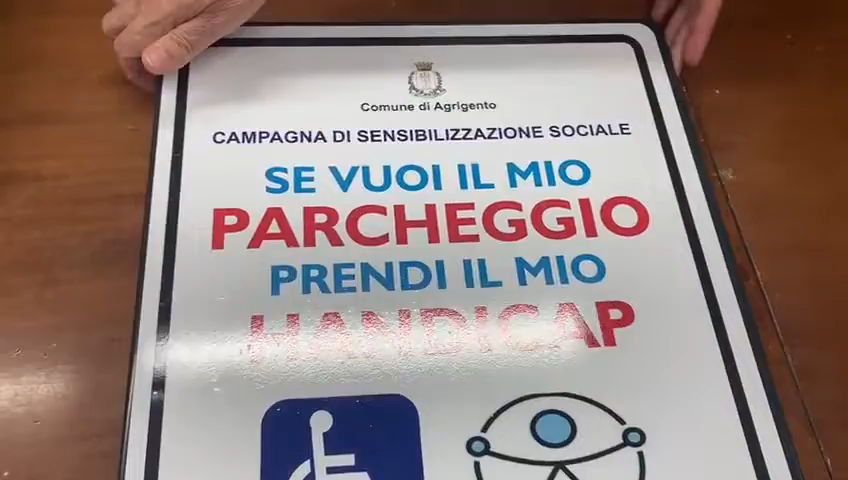 Comune di Agrigento
CAMPAGNA DI SENSIBILIZZAZIONE SOCIALE
SE VUOI IL MIO
PARCHEGGIO
PRENDI IL MIO
HANDICAP